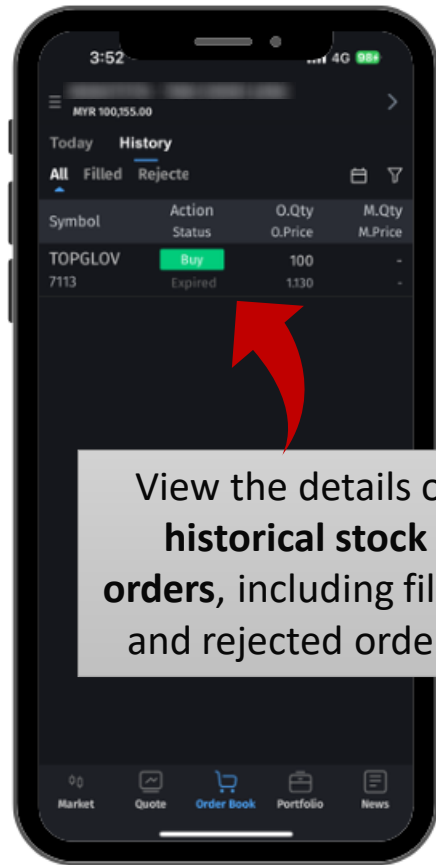 3:52 4G 98
MYR 100,155.00
Today History
All Filled Rejecte
Symbol Action O.Qty M.Qty
Status O.Price M.Price
TOPGLOV Buy 100 -
7113 Expired 1.130 -
View the details o
historical stock
orders, including fil
and rejected orde
Market Quote Order Book Portfolio News